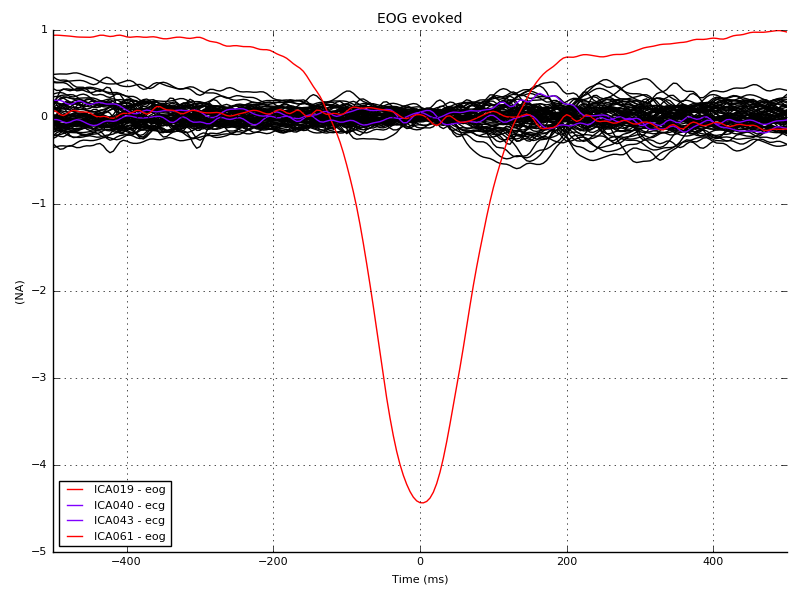 EOG evoked
1
0
−1
−2
−3
−4
−5
(NA)
ICA019 - eog
ICA040 - ecg
ICA043 - ecg
ICA061 - eog
−400
−200
0
200
400
Time (ms)